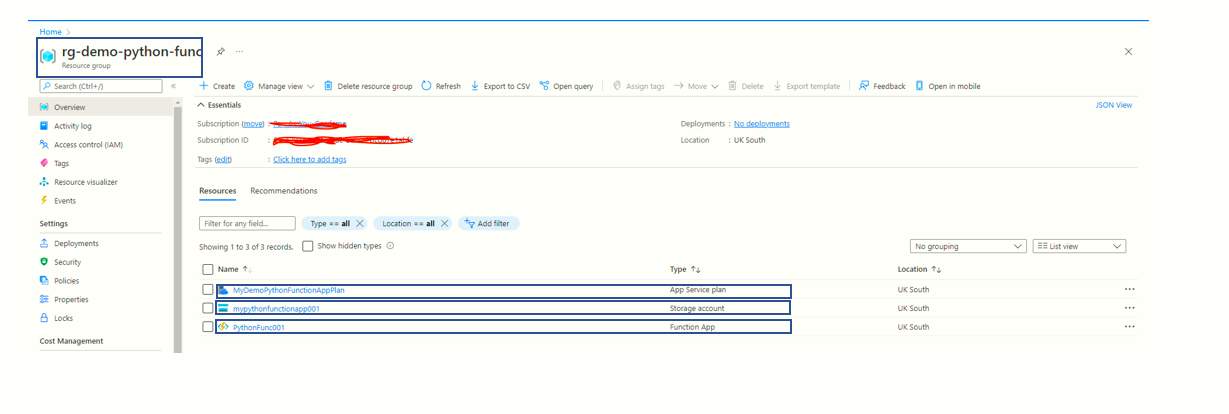 Home >
rg-demo-python-func
Resource group
Search (Ctrl+/)
Overview
Activity log
Access control (IAM)
Tags
Resource visualizer
Events
Settings
Deployments
Security
Policies
Properties
Locks
Cost Management
Create Manage view Delete resource group Refresh Export to CSV Open query Assign tags Move Delete Export template Feedback Open in mobile
Essentials JSON View
Subscription (move) :
Subscription ID :
Tags (edit) : Click here to add tags
Deployments : No deployments
Location : UK South
Resources Recommendations
Filter for any field... Type == all Location == all Add filter
Showing 1 to 3 of 3 records. Show hidden types No grouping List view
Name Type Location
MyDemoPythonFunctionAppPlan App Service plan UK South
mypythonfunctionapp001 Storage account UK South
PythonFunc001 Function App UK South